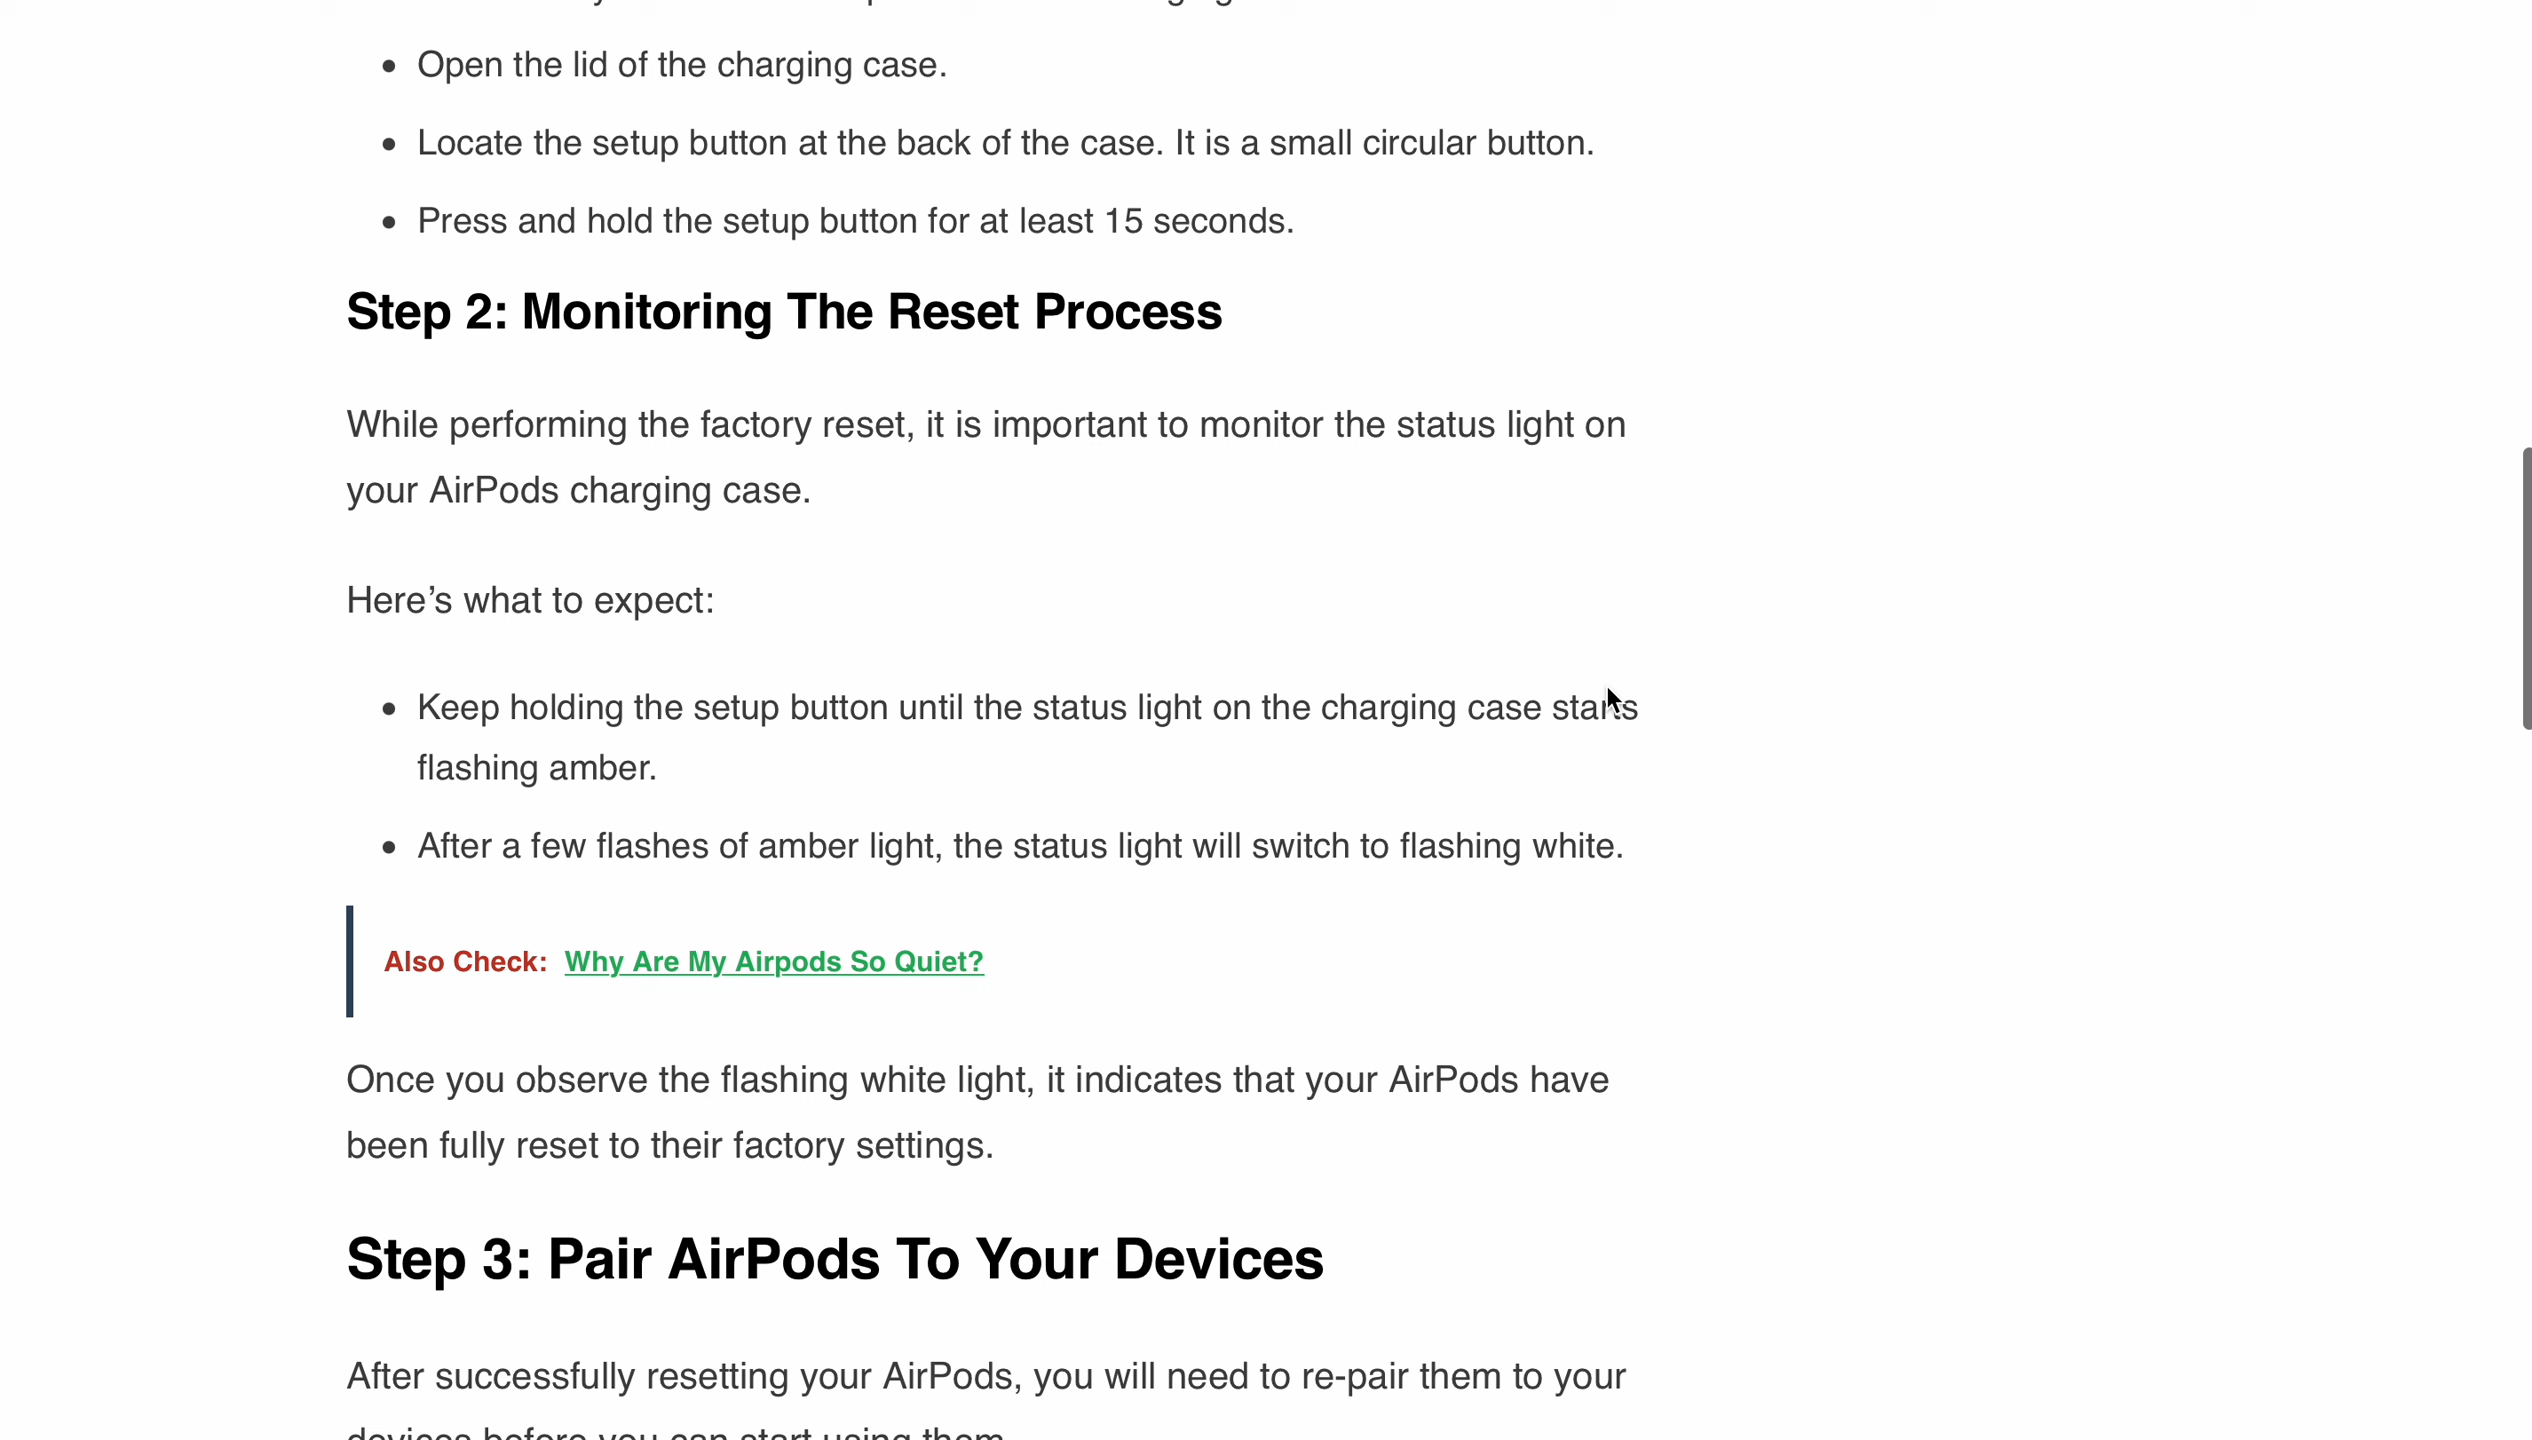 Open the lid of the charging case.
Locate the setup button at the back of the case. It is a small circular button.
Press and hold the setup button for at least 15 seconds.
Step 2: Monitoring The Reset Process
While performing the factory reset, it is important to monitor the status light on
your AirPods charging case.
Here’s what to expect:
Keep holding the setup button until the status light on the charging case starts
flashing amber.
After a few flashes of amber light, the status light will switch to flashing white.
Also Check: Why Are My Airpods So Quiet?
Once you observe the flashing white light, it indicates that your AirPods have
been fully reset to their factory settings.
Step 3: Pair AirPods To Your Devices
After successfully resetting your AirPods, you will need to re-pair them to your
devices before you can start using them.